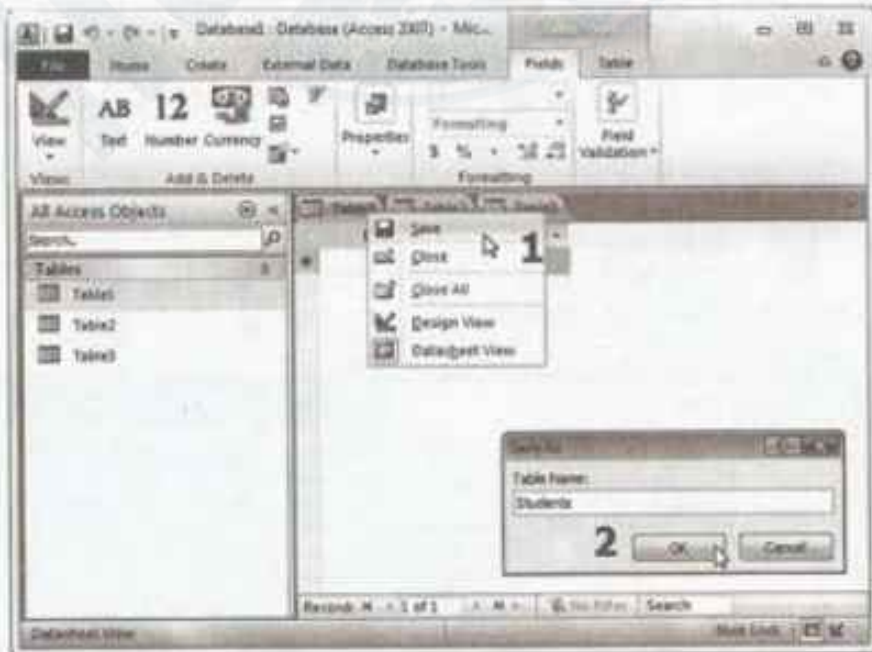 Database3 : Database (Access 2007) - Mic...
File Home Create External Data Database Tools Fields Table
View
AB Text
12 Number
Currency
Properties
Formatting
$ %
Field Validation
Views
Add & Delete
Formatting
All Access Objects
Search...
Tables
Table1
Table2
Table3
Save
Close
Close All
Design View
Datasheet View
1
Save As
Table Name:
Students
2
OK
Cancel
Record: 1 of 1
No Filter
Search
Datasheet View
Num Lock